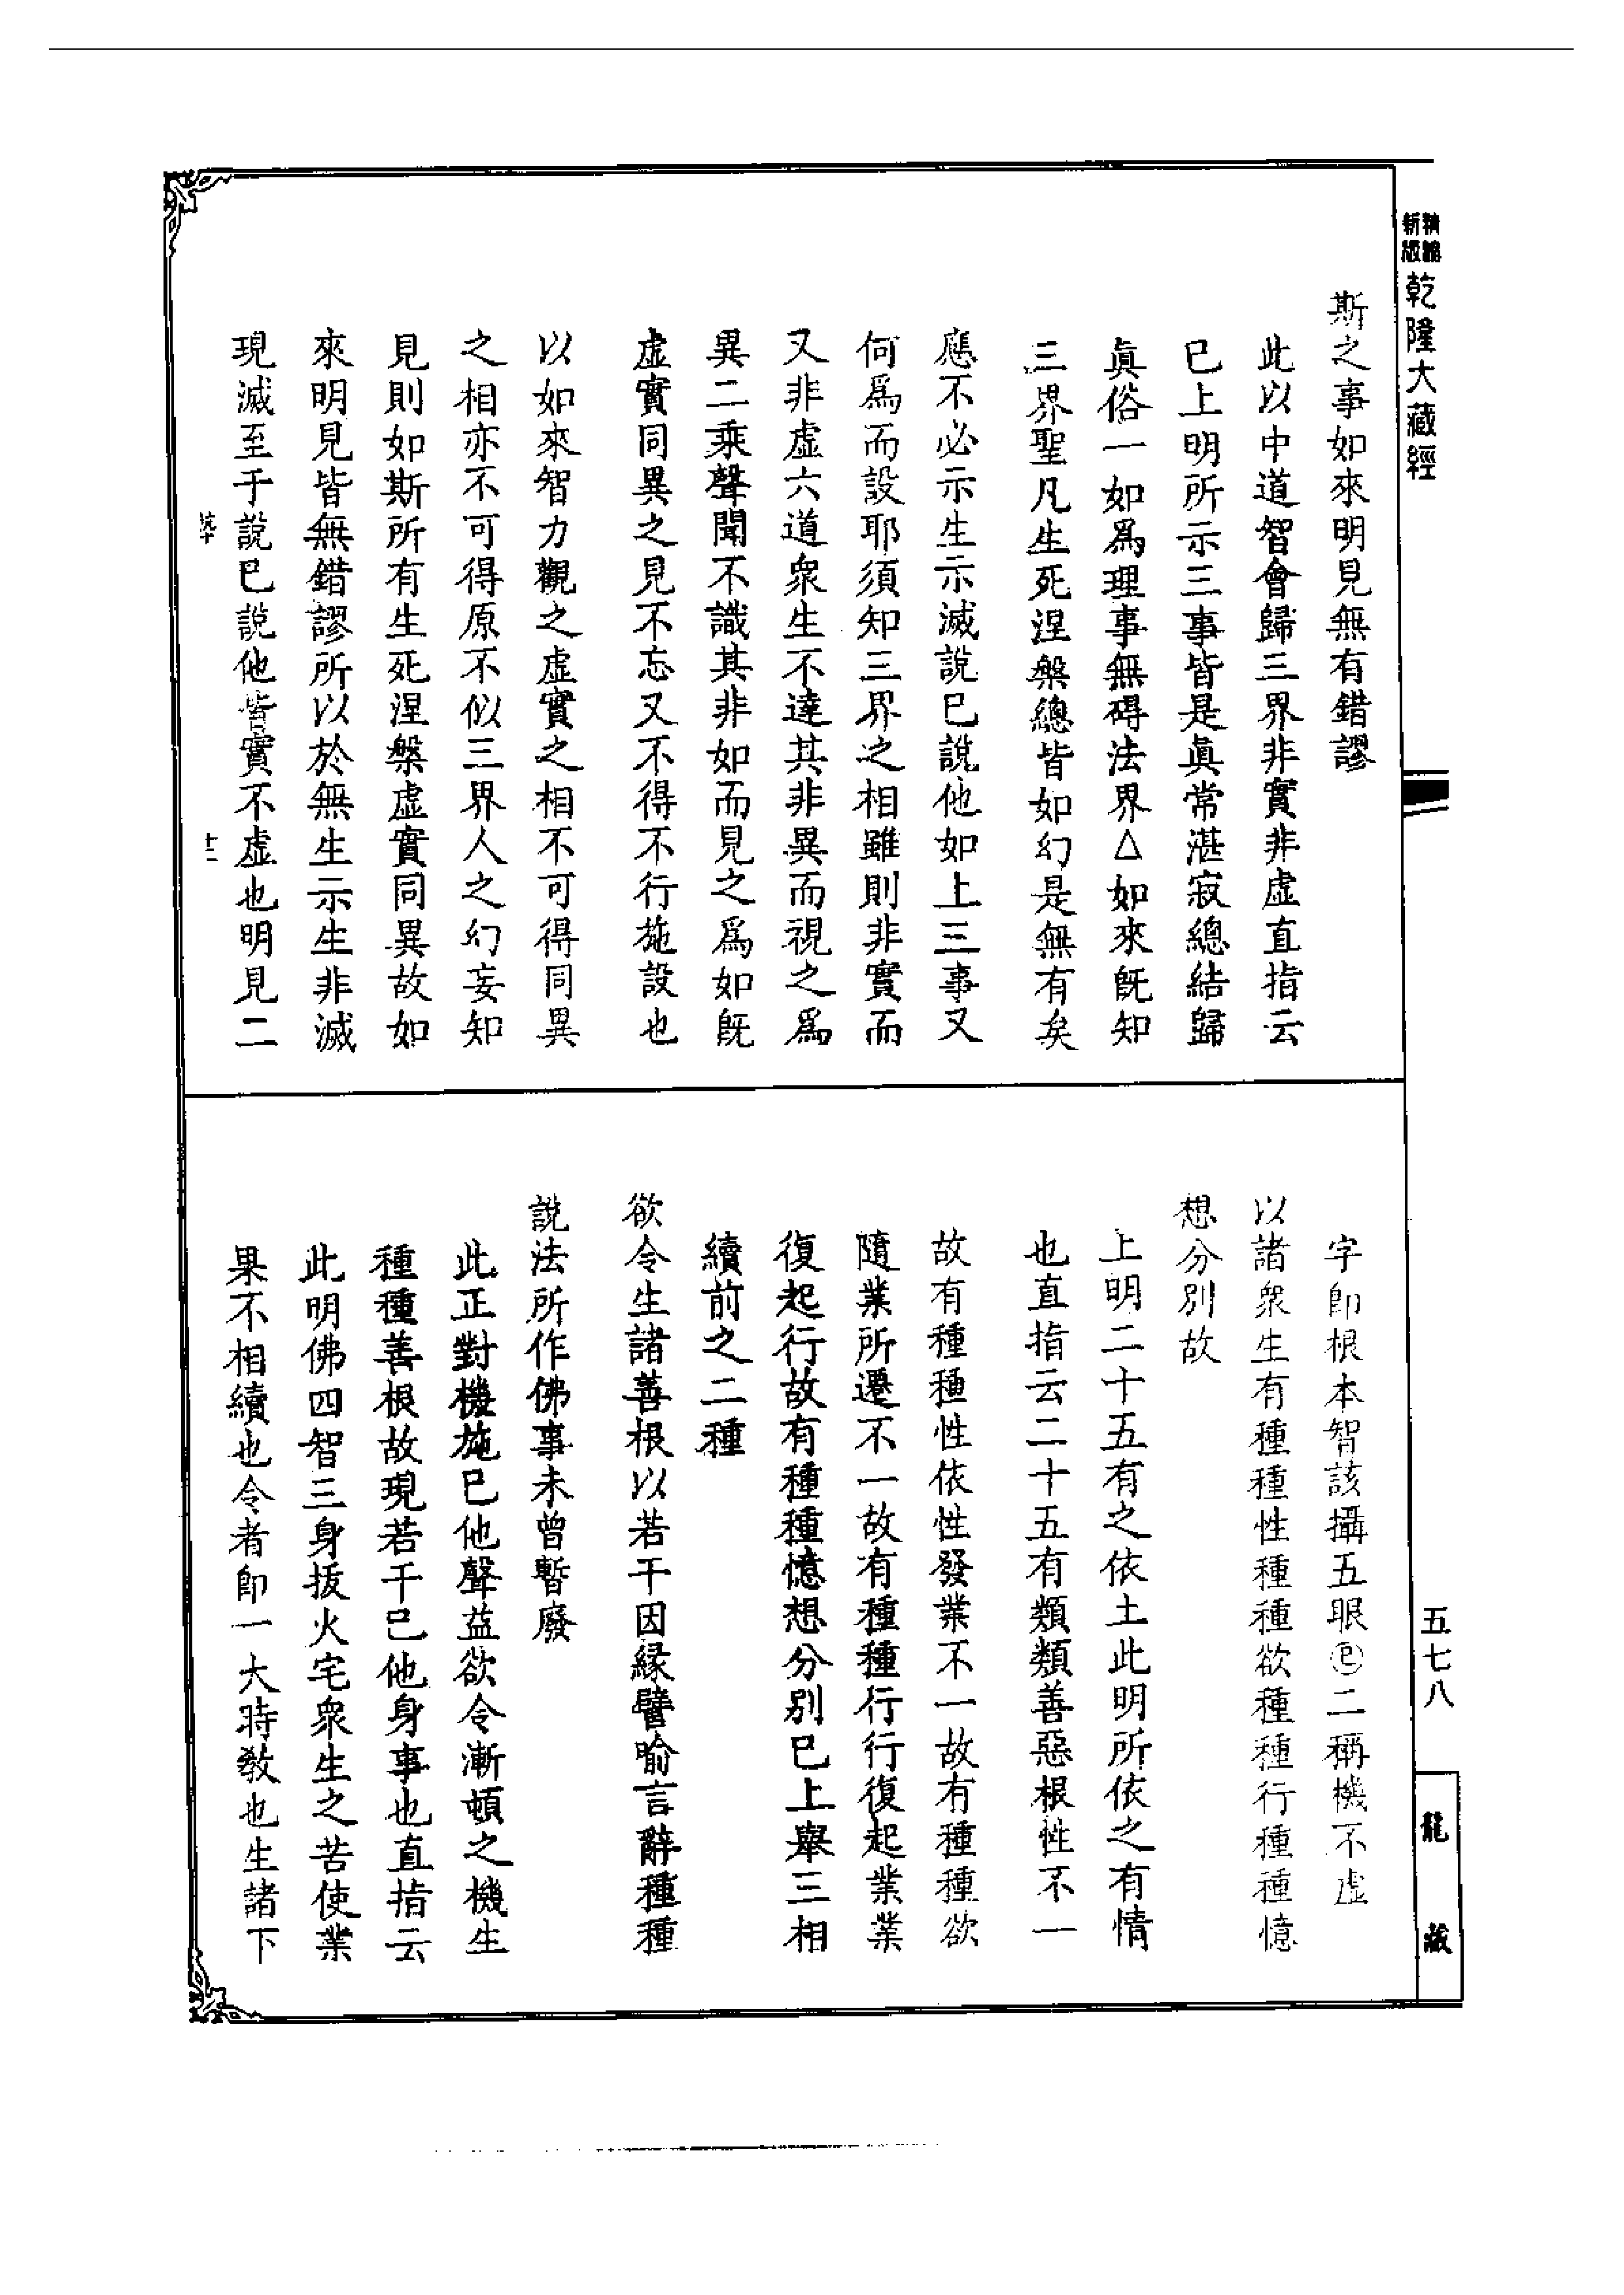 精縮
新版
乾隆大藏經
斯之事如來明見無有錯謬
此以中道智會歸三界非實非虛直指云
已上明所示三事皆是眞常湛寂總結歸
眞俗一如爲理事無碍法界△如來既知
三界聖凡生死涅槃總皆如幻是無有矣
應不必示生示滅說已說他如上三事又
何爲而設耶須知三界之相雖則非實而
又非虛六道衆生不達其非異而視之爲
異二乘聲聞不識其非如而見之爲如既
虛實同異之見不忘又不得不行施設也
以如來智力觀之虛實之相不可得同異
之相亦不可得原不似三界人之幻妄知
見則如斯所有生死涅槃虛實同異故如
來明見皆無錯謬所以於無生示生非滅
現滅至于說已說他皆實不虛也明見二
十二
字卽根本智該攝五眼㊁二稱機不虛
以諸衆生有種種性種種欲種種行種種憶
想分別故
上明二十五有之依土此明所依之有情
也直指云二十五有類類善惡根性不一
故有種種性依性發業不一故有種種欲
隨業所遷不一故有種種行行復起業業
復起行故有種種憶想分別已上舉三相
續前之二種
欲令生諸善根以若干因緣譬喻言辭種種
說法所作佛事未曾暫廢
此正對機施已他聲益欲令漸頓之機生
種種善根故現若干已他身事也直指云
此明佛四智三身拔火宅衆生之苦使業
果不相續也令者卽一大時教也生諸下
五七八
龍藏